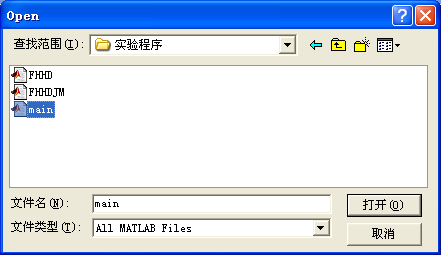 Open
查找范围(I):
实验程序
FHHD
FHHDJM
main
文件名(N):
main
打开(O)
文件类型(T):
All MATLAB Files
取消